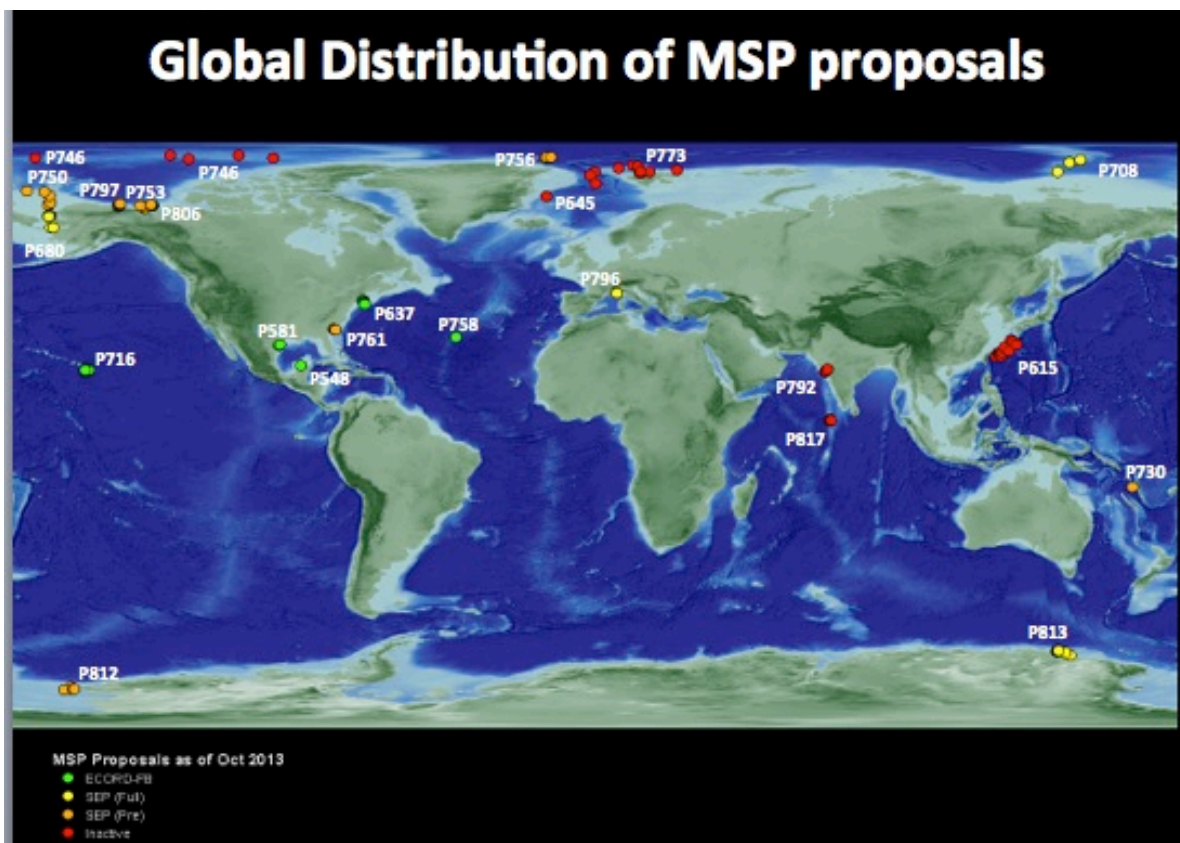 Global Distribution of MSP proposals
P746
P746
P756
P773
P708
P750
P797
P753
P806
P645
P680
P796
P637
P581
P761
P758
P716
P548
P792
P615
P817
P730
P813
P812
MSP Proposals as of Oct 2013
ECORD-FB
SEP (Full)
SEP (Pre)
Inactive